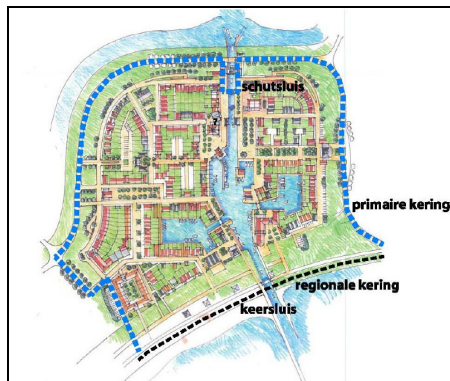 schutsluis
primaire kering
regionale kering
keersluis